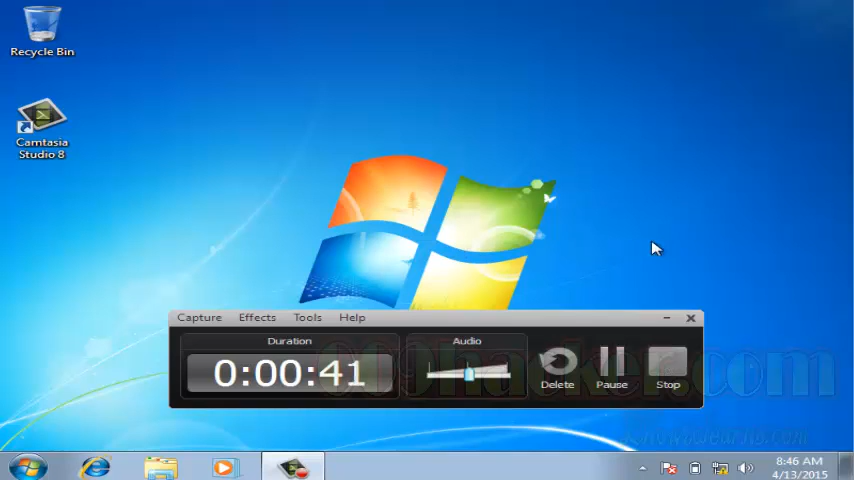 Recycle Bin
Camtasia
Studio 8
Capture Effects Tools Help
Duration
Audio
0:00:41
Delete
Pause
Stop
8:46 AM
4/13/2015